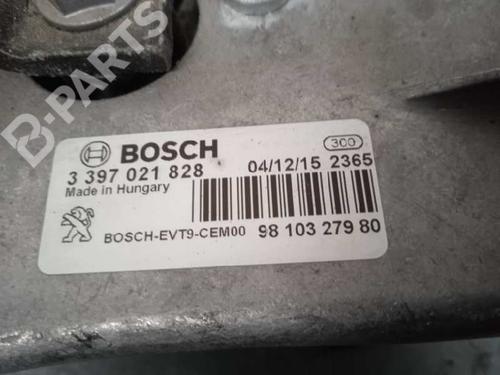 B-PARTS
BOSCH
300
3 397 021 828
04/12/15 2365
Made in Hungary
BOSCH-EVT9-CEM00
98 103 279 80